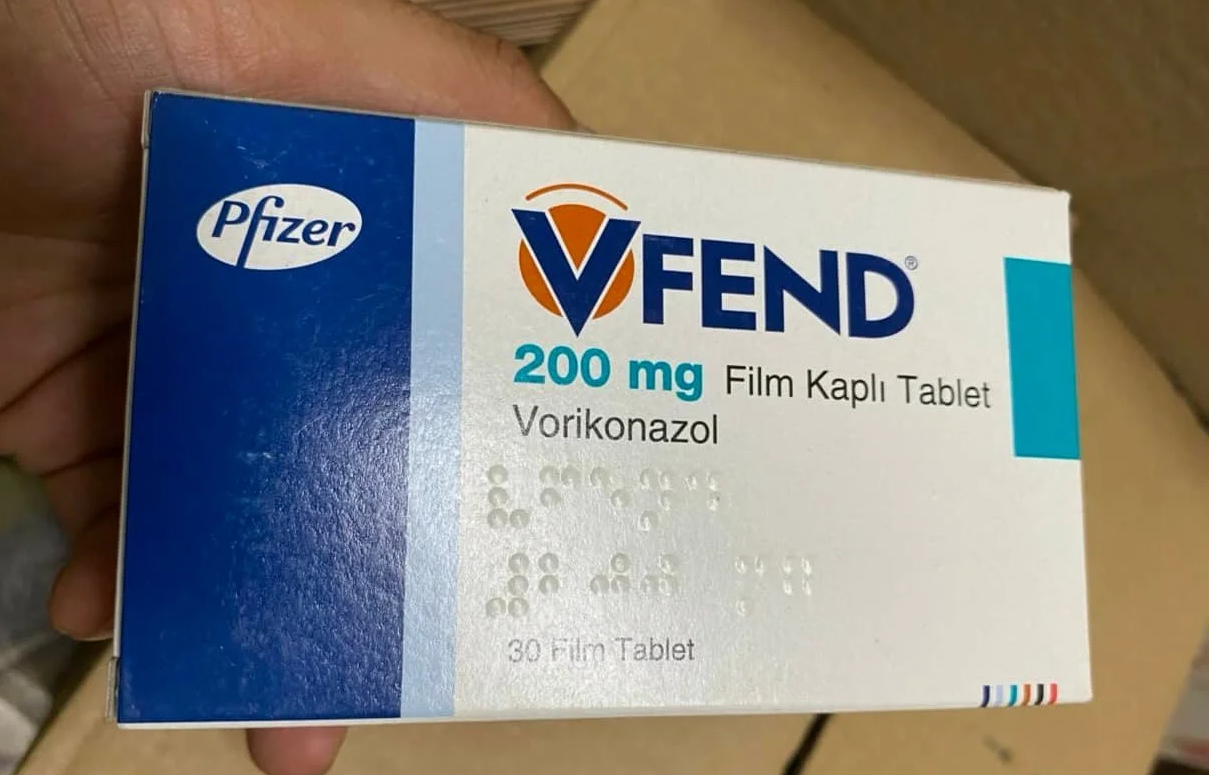 Pfizer
VFEND®
200 mg Film Kaplı Tablet
Vorikonazol
⠧⠋⠑⠝⠙
⠼⠃⠚⠚ ⠍⠛
30 Film Tablet